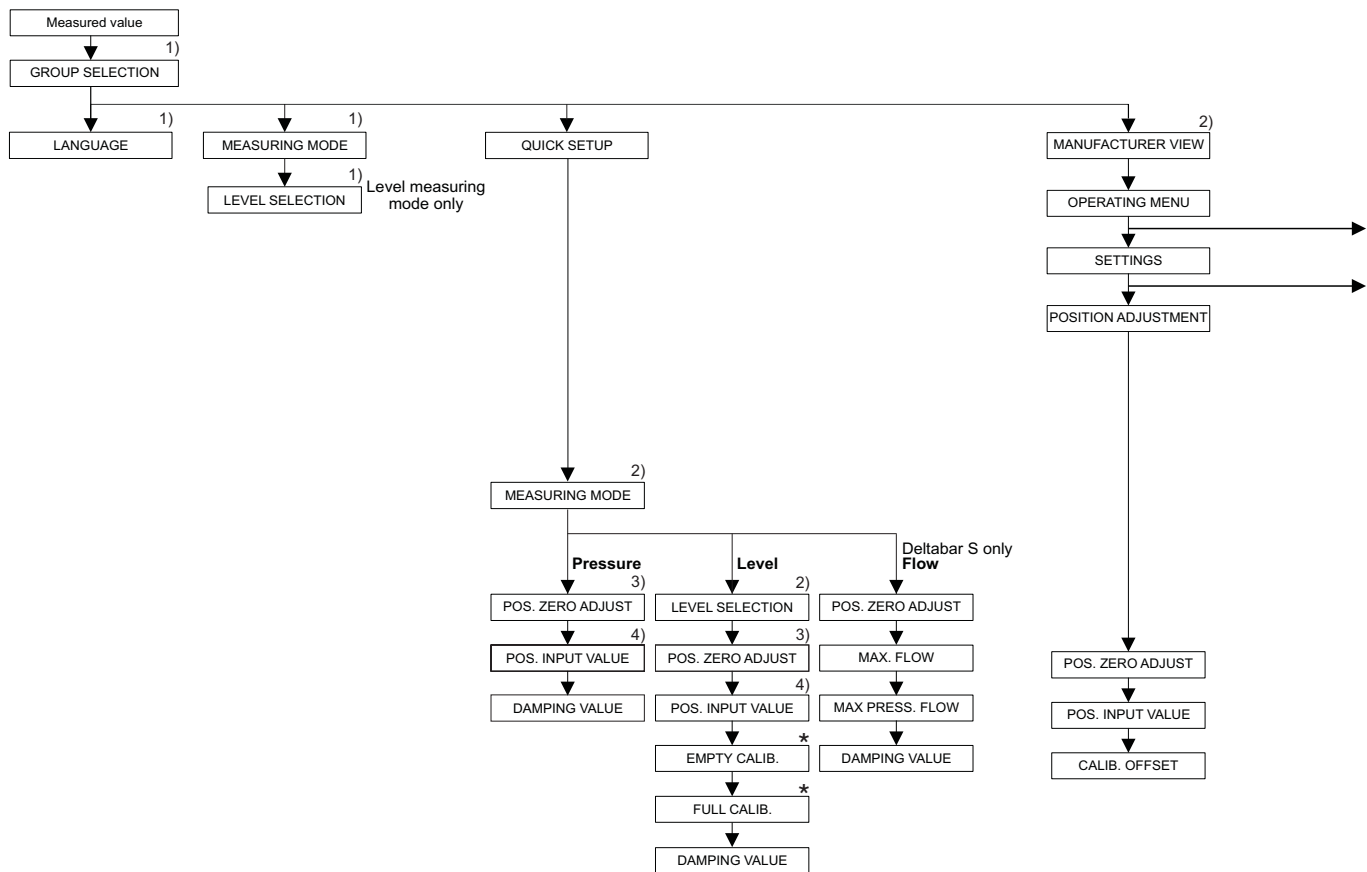 Measured value
1)
GROUP SELECTION
1)
LANGUAGE
1)
MEASURING MODE
1)
LEVEL SELECTION
Level measuring
mode only
QUICK SETUP
2)
MANUFACTURER VIEW
OPERATING MENU
SETTINGS
POSITION ADJUSTMENT
2)
MEASURING MODE
Pressure
3)
POS. ZERO ADJUST
4)
POS. INPUT VALUE
DAMPING VALUE
Level
2)
LEVEL SELECTION
3)
POS. ZERO ADJUST
4)
POS. INPUT VALUE
*
EMPTY CALIB.
*
FULL CALIB.
DAMPING VALUE
Deltabar S only
Flow
POS. ZERO ADJUST
MAX. FLOW
MAX PRESS. FLOW
DAMPING VALUE
POS. ZERO ADJUST
POS. INPUT VALUE
CALIB. OFFSET